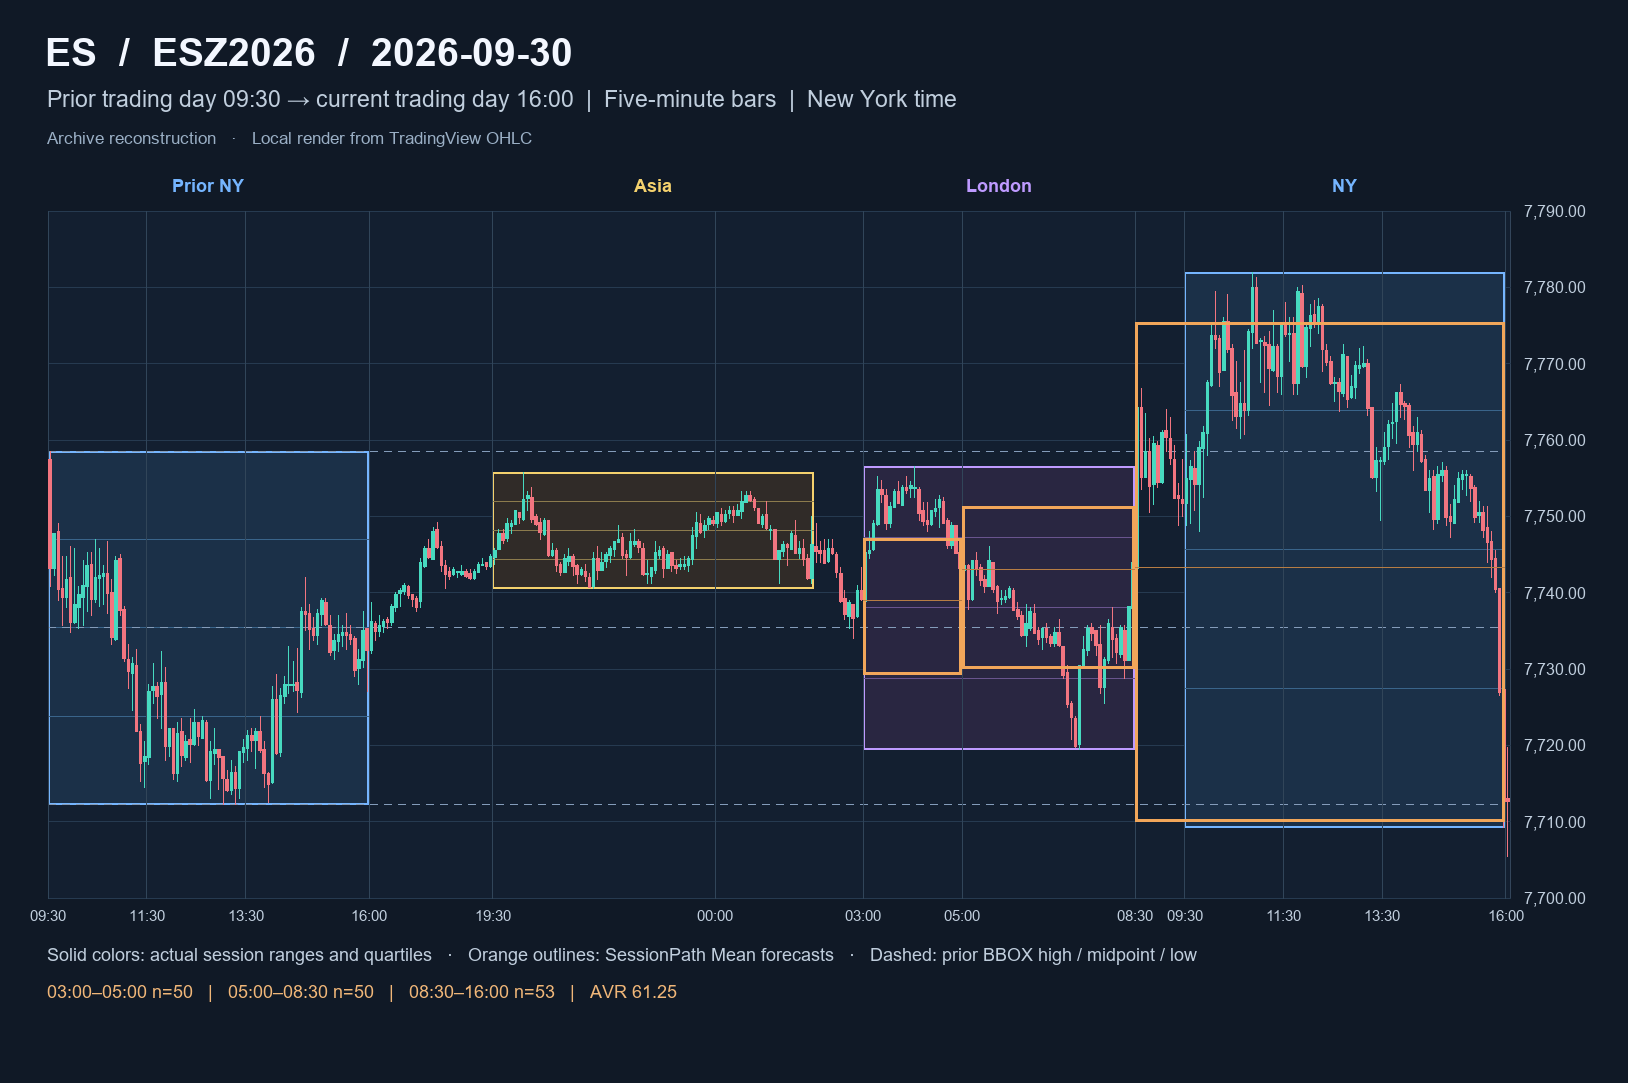 ES / ESZ2026 / 2026-09-30
Prior trading day 09:30 → current trading day 16:00 | Five-minute bars | New York time
Archive reconstruction · Local render from TradingView OHLC
Prior NY Asia London NY
7,790.00
7,780.00
7,770.00
7,760.00
7,750.00
7,740.00
7,730.00
7,720.00
7,710.00
7,700.00
09:30 11:30 13:30 16:00 19:30 00:00 03:00 05:00 08:30 09:30 11:30 13:30 16:00
Solid colors: actual session ranges and quartiles · Orange outlines: SessionPath Mean forecasts · Dashed: prior BBOX high / midpoint / low
03:00–05:00 n=50 | 05:00–08:30 n=50 | 08:30–16:00 n=53 | AVR 61.25